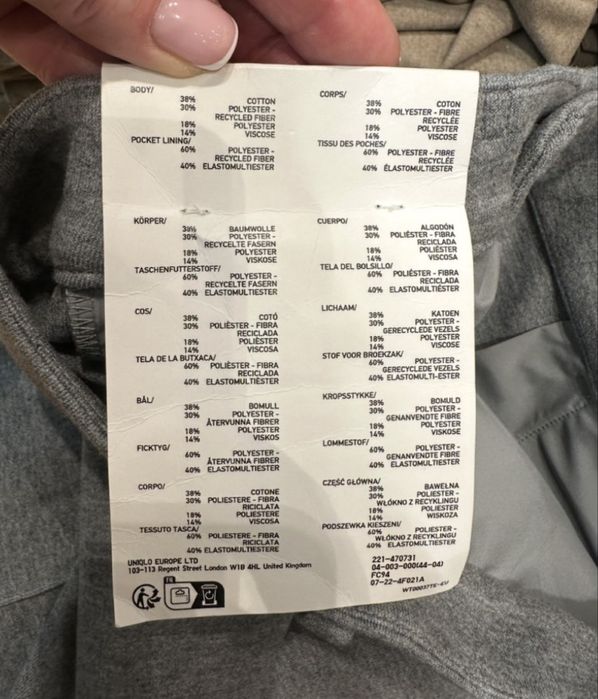 BODY/
38% COTTON
30% POLYESTER -
RECYCLED FIBER
18% POLYESTER
14% VISCOSE
POCKET LINING/
60% POLYESTER -
RECYCLED FIBER
40% ELASTOMULTIESTER
CORPS/
38% COTON
30% POLYESTER - FIBRE
RECYCLÉE
18% POLYESTER
14% VISCOSE
TISSU DES POCHES/
60% POLYESTER - FIBRE
RECYCLÉE
40% ÉLASTOMULTIESTER
KÖRPER/
38% BAUMWOLLE
30% POLYESTER -
RECYCELTE FASERN
18% POLYESTER
14% VISKOSE
TASCHENFUTTERSTOFF/
60% POLYESTER -
RECYCELTE FASERN
40% ELASTOMULTIESTER
CUERPO/
38% ALGODÓN
30% POLIÉSTER - FIBRA
RECICLADA
18% POLIÉSTER
14% VISCOSA
TELA DEL BOLSILLO/
60% POLIÉSTER - FIBRA
RECICLADA
40% ELASTOMULTIESTER
COS/
38% COTÓ
30% POLIÈSTER - FIBRA
RECICLADA
18% POLIÈSTER
14% VISCOSA
TELA DE LA BUTXACA/
60% POLIÈSTER - FIBRA
RECICLADA
40% ELASTOMULTIÈSTER
LICHAAM/
38% KATOEN
30% POLYESTER -
GERECYCLEDE VEZELS
18% POLYESTER
14% VISCOSE
STOF VOOR BROEKZAK/
60% POLYESTER -
GERECYCLEDE VEZELS
40% ELASTOMULTI-ESTER
BÅL/
38% BOMULL
30% POLYESTER -
ÅTERVUNNA FIBRER
18% POLYESTER
14% VISKOS
FICKTYG/
60% POLYESTER -
ÅTERVUNNA FIBRER
40% ELASTOMULTIESTER
KROPSSTYKKE/
38% BOMULD
30% POLYESTER -
GENANVENDTE FIBRE
18% POLYESTER
14% VISKOSE
LOMMESTOF/
60% POLYESTER -
GENANVENDTE FIBRE
40% ELASTOMULTIESTER
CORPO/
38% COTONE
30% POLIESTERE - FIBRA
RICICLATA
18% POLIESTERE
14% VISCOSA
TESSUTO TASCA/
60% POLIESTERE - FIBRA
RICICLATA
40% ELASTOMULTIESTERE
CZĘŚĆ GŁÓWNA/
38% BAWEŁNA
30% POLIESTER -
WŁÓKNO Z RECYKLINGU
18% POLIESTER
14% WISKOZA
PODSZEWKA KIESZENI/
60% POLIESTER -
WŁÓKNO Z RECYKLINGU
40% ELASTOMULTIESTER
UNIQLO EUROPE LTD
103-113 Regent Street London W1B 4HL United Kingdom
FR
221-470731
04-003-000(44-04)
FC94
07-22-4F021A
WT00037TE-EU